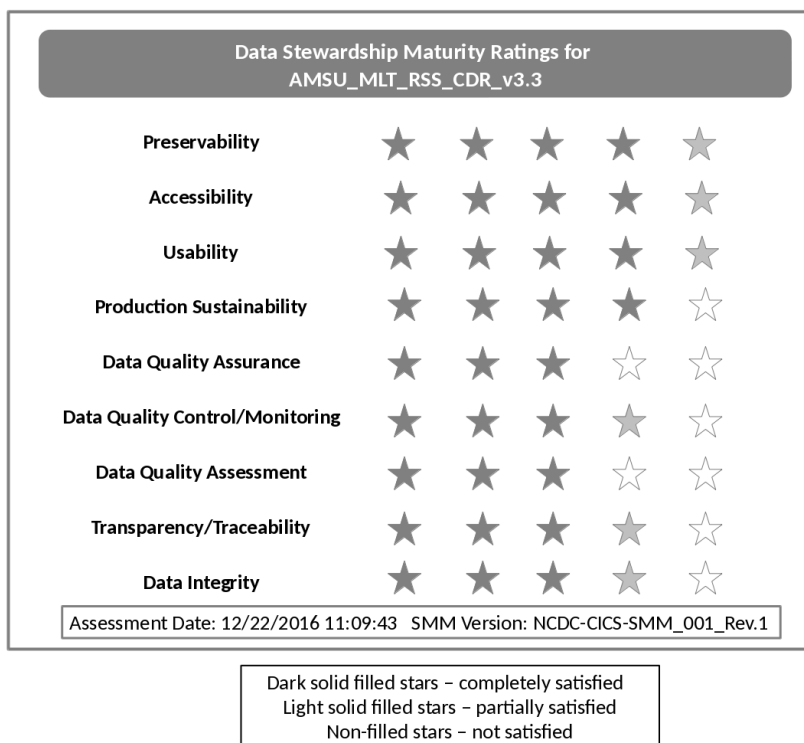 Data Stewardship Maturity Ratings for
AMSU_MLT_RSS_CDR_v3.3
Preservability
Accessibility
Usability
Production Sustainability
Data Quality Assurance
Data Quality Control/Monitoring
Data Quality Assessment
Transparency/Traceability
Data Integrity
Assessment Date: 12/22/2016 11:09:43 SMM Version: NCDC-CICS-SMM_001_Rev.1
Dark solid filled stars – completely satisfied
Light solid filled stars – partially satisfied
Non-filled stars – not satisfied